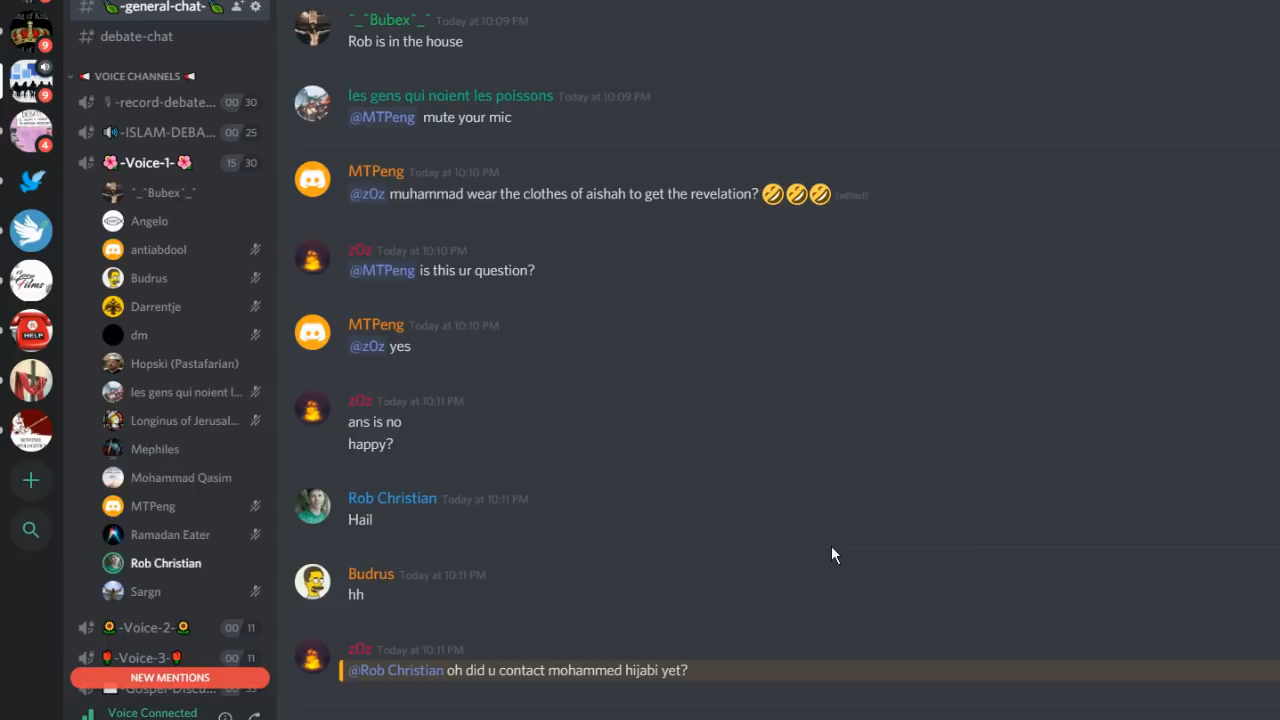 -general-chat-
# debate-chat
VOICE CHANNELS
-record-debate... 00 30
-ISLAM-DEBA... 00 25
-Voice-1- 15 30
^_^Bubex^_^
Angelo
antiabdool
Budrus
Darrentje
dm
Hopski (Pastafarian)
les gens qui noient l...
Longinus of Jerusal...
Mephiles
Mohammad Qasim
MTPeng
Ramadan Eater
Rob Christian
Sargn
-Voice-2- 00 11
-Voice-3- 00 11
NEW MENTIONS
Voice Connected
9
9
4
HELP
^_^Bubex^_^ Today at 10:09 PM
Rob is in the house
les gens qui noient les poissons Today at 10:09 PM
@MTPeng mute your mic
MTPeng Today at 10:10 PM
@z0z muhammad wear the clothes of aishah to get the revelation? 🤣🤣🤣 (edited)
z0z Today at 10:10 PM
@MTPeng is this ur question?
MTPeng Today at 10:10 PM
@z0z yes
z0z Today at 10:11 PM
ans is no
happy?
Rob Christian Today at 10:11 PM
Hail
Budrus Today at 10:11 PM
hh
z0z Today at 10:11 PM
@Rob Christian oh did u contact mohammed hijabi yet?